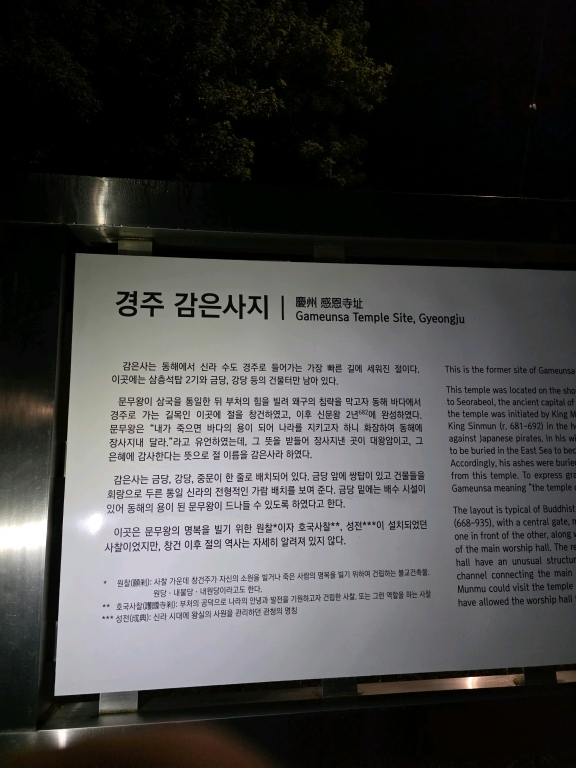 경주 감은사지 | 慶州 感恩寺址
Gameunsa Temple Site, Gyeongju
감은사는 동해에서 신라 수도 경주로 들어가는 가장 빠른 길에 세워진 절이다.
이곳에는 삼층석탑 2기와 금당, 강당 등의 건물터만 남아 있다.
문무왕이 삼국을 통일한 뒤 부처의 힘을 빌려 왜구의 침략을 막고자 동해 바다에서
경주로 가는 길목인 이곳에 절을 창건하였고, 이후 신문왕 2년682에 완성하였다.
문무왕은 “내가 죽으면 바다의 용이 되어 나라를 지키고자 하니 화장하여 동해에
장사지내 달라.”라고 유언하였는데, 그 뜻을 받들어 장사지낸 곳이 대왕암이고, 그
은혜에 감사한다는 뜻으로 절 이름을 감은사라 하였다.
감은사는 금당, 강당, 중문이 한 줄로 배치되어 있다. 금당 앞에 쌍탑이 있고 건물들을
회랑으로 두른 통일 신라의 전형적인 가람 배치를 보여 준다. 금당 밑에는 배수 시설이
있어 동해의 용이 된 문무왕이 드나들 수 있도록 하였다고 한다.
이곳은 문무왕의 명복을 빌기 위한 원찰*이자 호국사찰**, 성전***이 설치되었던
사찰이었지만, 창건 이후 절의 역사는 자세히 알려져 있지 않다.
* 원찰(願刹): 사찰 가운데 창건주가 자신의 소원을 빌거나 죽은 사람의 명복을 빌기 위하여 건립하는 불교건축물.
원당ㆍ내불당ㆍ내원당이라고도 한다.
** 호국사찰(護國寺刹): 부처의 공덕으로 나라의 안녕과 발전을 기원하고자 건립한 사찰, 또는 그런 역할을 하는 사찰
*** 성전(成典): 신라 시대에 왕실의 사원을 관리하던 관청의 명칭
This is the former site of Gameunsa
This temple was located on the sho
to Seorabeol, the ancient capital of
the temple was initiated by King M
King Sinmun (r. 681–692) in the h
against Japanese pirates. In his wi
to be buried in the East Sea to bec
Accordingly, his ashes were buried
from this temple. To express gra
Gameunsa meaning “the temple o
The layout is typical of Buddhist
(668–935), with a central gate, m
one in front of the other, along w
of the main worship hall. The re
hall have an unusual structure
channel connecting the main
Munmu could visit the temple
have allowed the worship hall